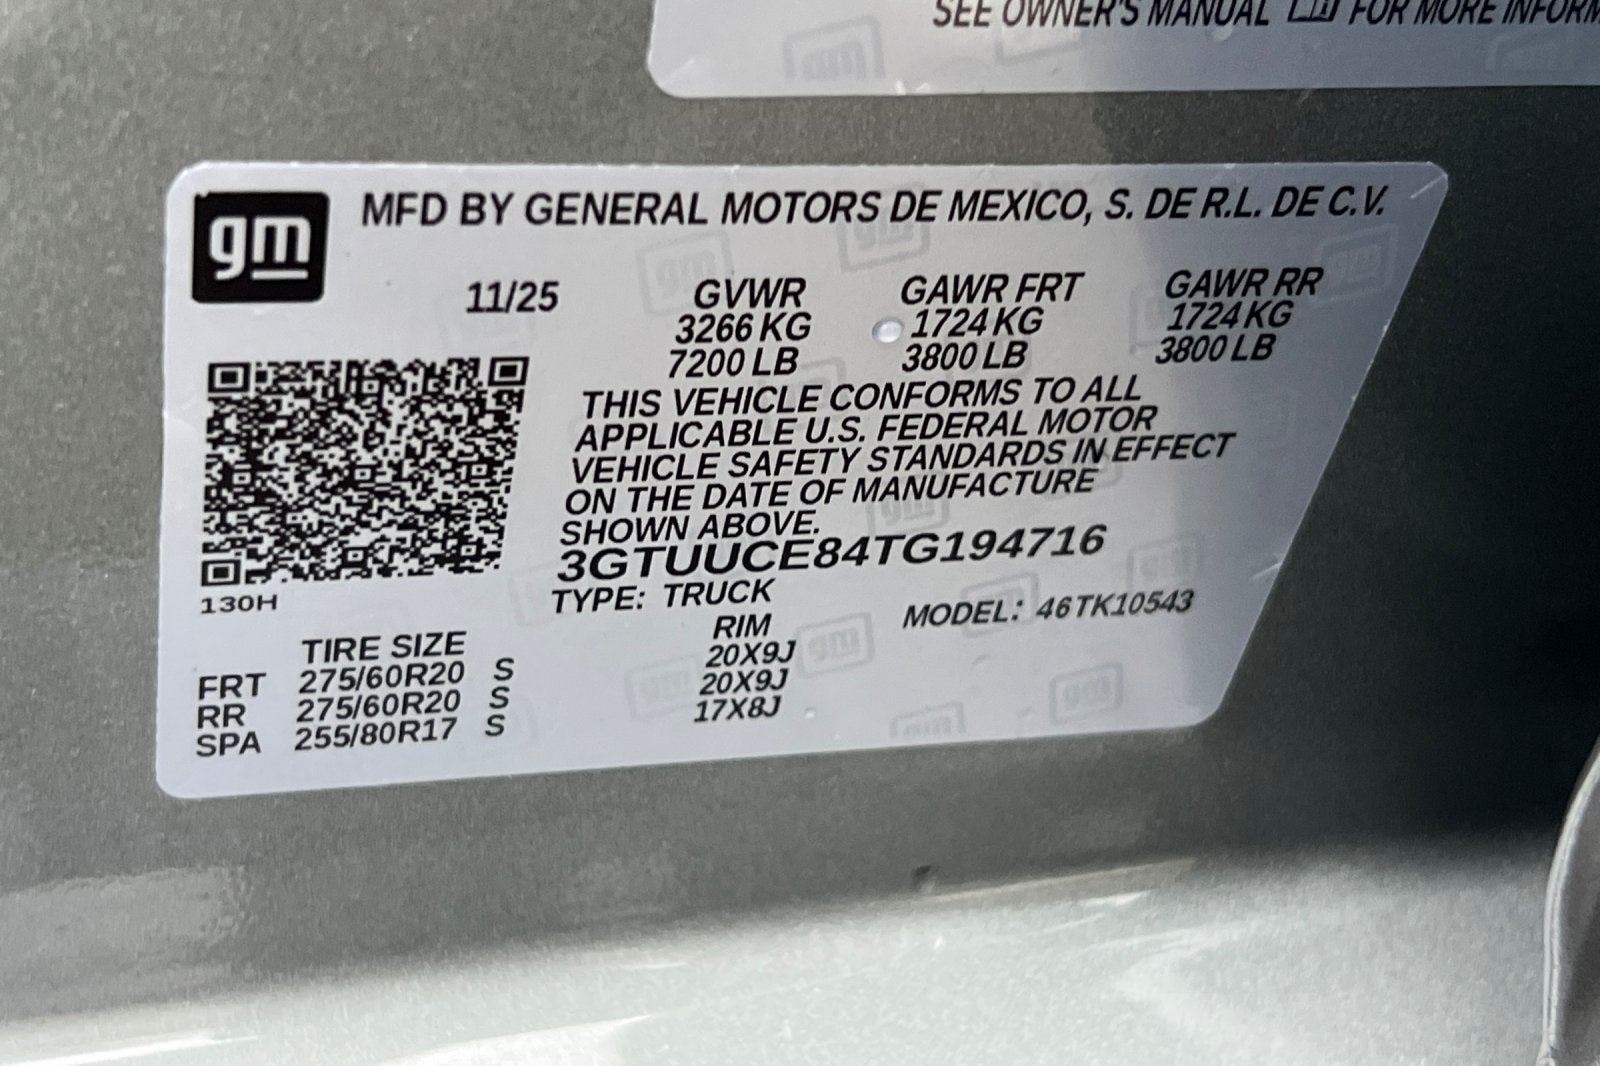 SEE OWNER'S MANUAL FOR MORE
gm MFD BY GENERAL MOTORS DE MEXICO, S. DE R.L. DE C.V.
11/25 GVWR GAWR FRT GAWR RR
3266 KG 1724 KG 1724 KG
7200 LB 3800 LB 3800 LB
THIS VEHICLE CONFORMS TO ALL
APPLICABLE U.S. FEDERAL MOTOR
VEHICLE SAFETY STANDARDS IN EFFECT
ON THE DATE OF MANUFACTURE
SHOWN ABOVE.
3GTUUCE84TG194716
130H TYPE: TRUCK MODEL: 46TK10543
TIRE SIZE RIM
FRT 275/60R20 S 20X9J
RR 275/60R20 S 20X9J
SPA 255/80R17 S 17X8J